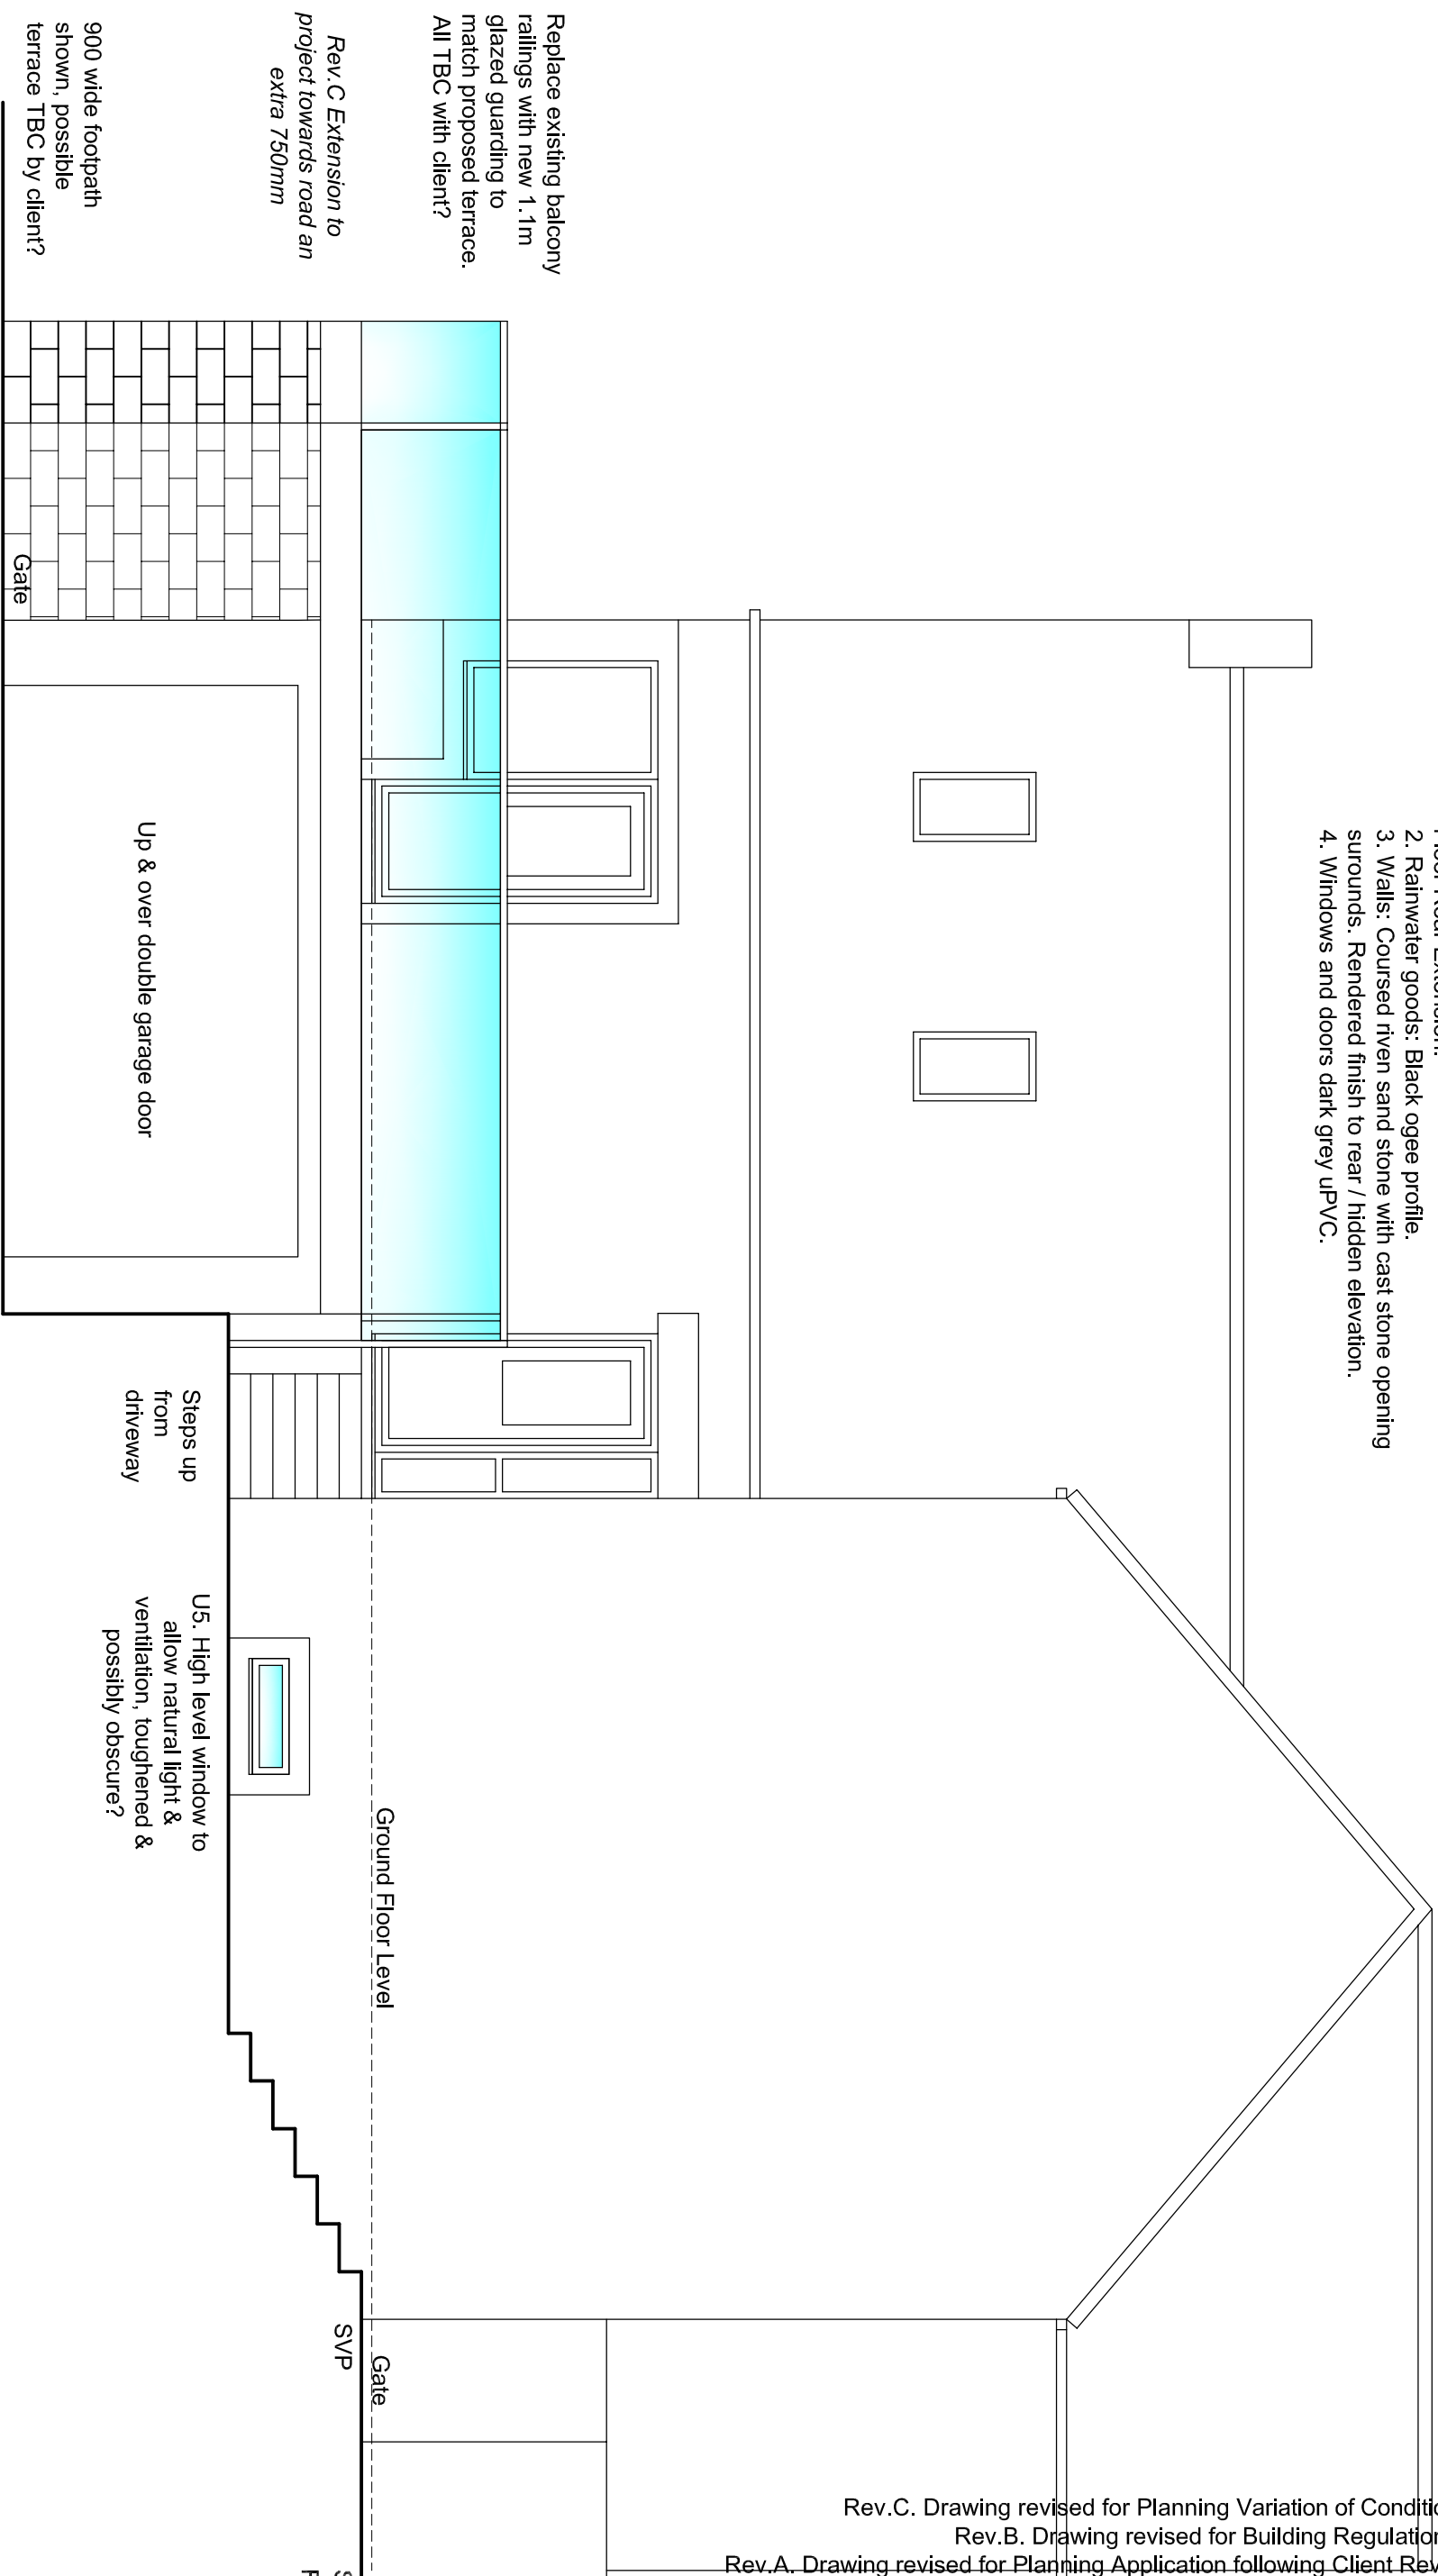 2. Rainwater goods: Black ogee profile.
3. Walls: Coursed riven sand stone with cast stone opening
surounds. Rendered finish to rear / hidden elevation.
4. Windows and doors dark grey uPVC.
Replace existing balcony
railings with new 1.1m
glazed guarding to
match proposed terrace.
All TBC with client?
Rev.C Extension to
project towards road an
extra 750mm
900 wide footpath
shown, possible
terrace TBC by client?
Gate
Up & over double garage door
Steps up
from
driveway
U5. High level window to
allow natural light &
ventilation, toughened &
possibly obscure?
Ground Floor Level
SVP
Gate
Rev.C. Drawing revised for Planning Variation of
Rev.B. Drawing revised for Building
Rev.A. Drawing revised for Planning Application following Client